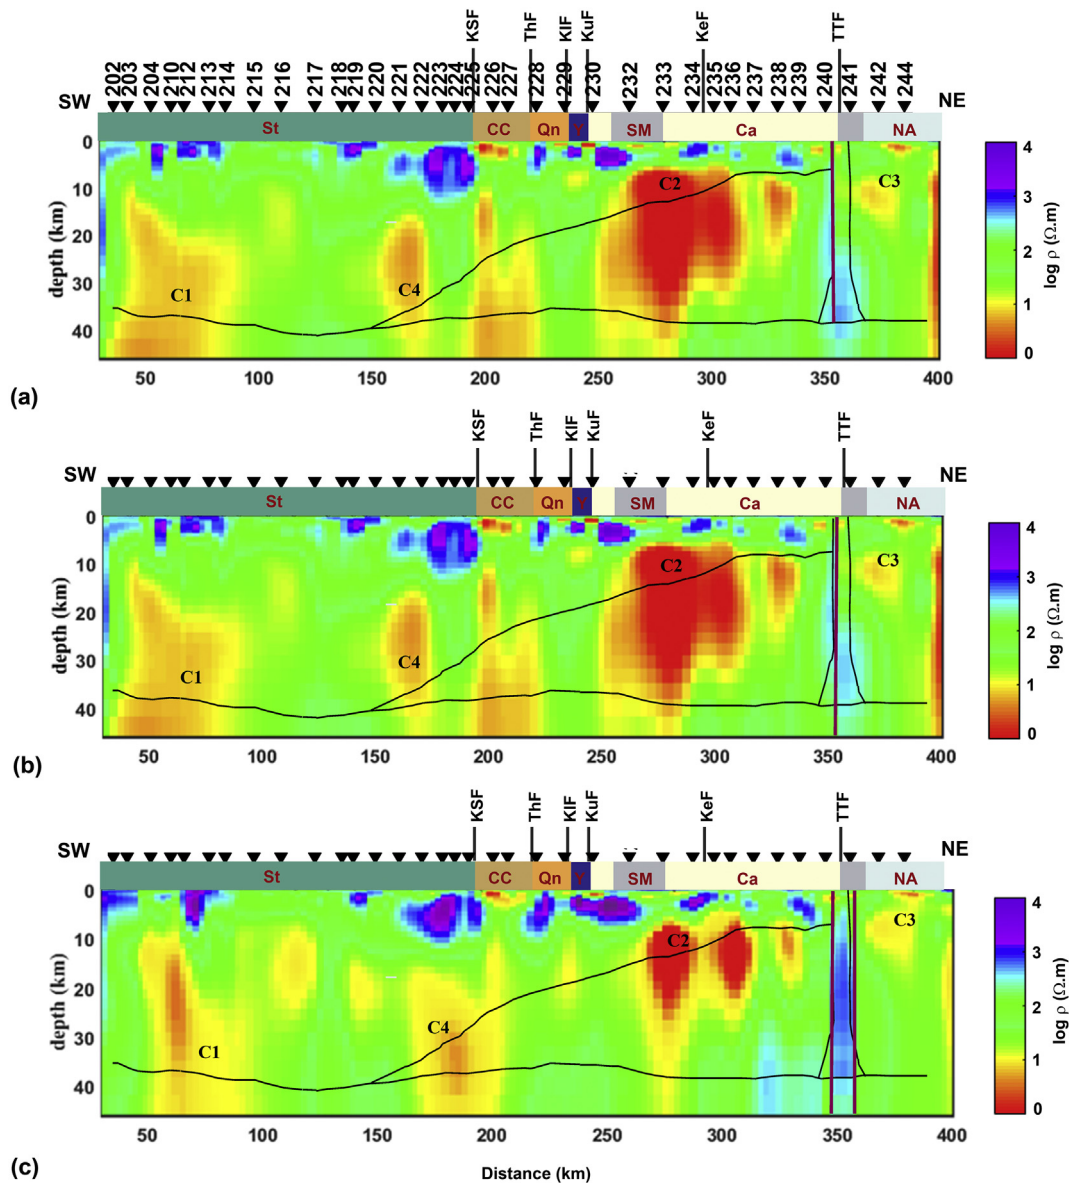 KSF ThF KlF KuF KeF TTF
202 203 204 210 212 213 214 215 216 217 218 219 220 221 222 223 224 225 226 227 228 229 230 232 233 234 235 236 237 238 239 240 241 242 244
SW NE
St CC Qn Y SM Ca NA
0 10 20 30 40
depth (km)
C1 C4 C2 C3
4 3 2 1 0
log ρ (Ω.m)
50 100 150 200 250 300 350 400
(a)
KSF ThF KlF KuF KeF TTF
SW NE
St CC Qn Y SM Ca NA
0 10 20 30 40
depth (km)
C1 C4 C2 C3
4 3 2 1 0
log ρ (Ω.m)
50 100 150 200 250 300 350 400
(b)
KSF ThF KlF KuF KeF TTF
SW NE
St CC Qn Y SM Ca NA
0 10 20 30 40
depth (km)
C1 C4 C2 C3
4 3 2 1 0
log ρ (Ω.m)
50 100 150 200 250 300 350 400
(c)
Distance (km)